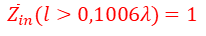 Z̄ᵢₙ(l > 0,1006λ) = 1